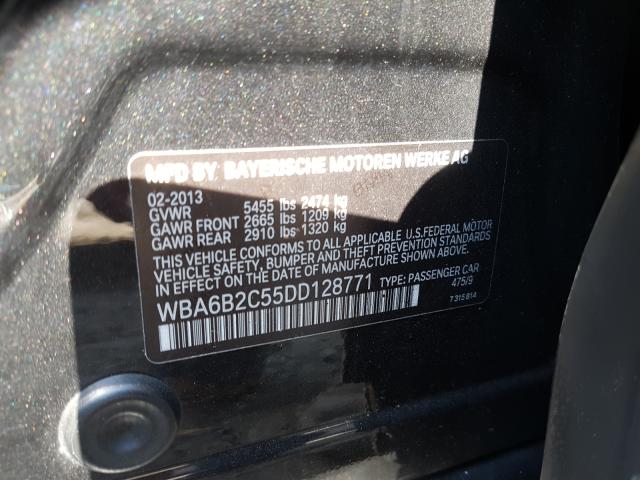 MFD BY: BAYERISCHE MOTOREN WERKE AG
02-2013
GVWR 5455 lbs 2474 kg
GAWR FRONT 2665 lbs 1209 kg
GAWR REAR 2910 lbs 1320 kg
THIS VEHICLE CONFORMS TO ALL APPLICABLE U.S.FEDERAL MOTOR
VEHICLE SAFETY, BUMPER, AND THEFT PREVENTION STANDARDS
IN EFFECT ON THE DATE OF MANUFACTURE SHOWN ABOVE.
WBA6B2C55DD128771 TYPE: PASSENGER CAR
475/9
7315814